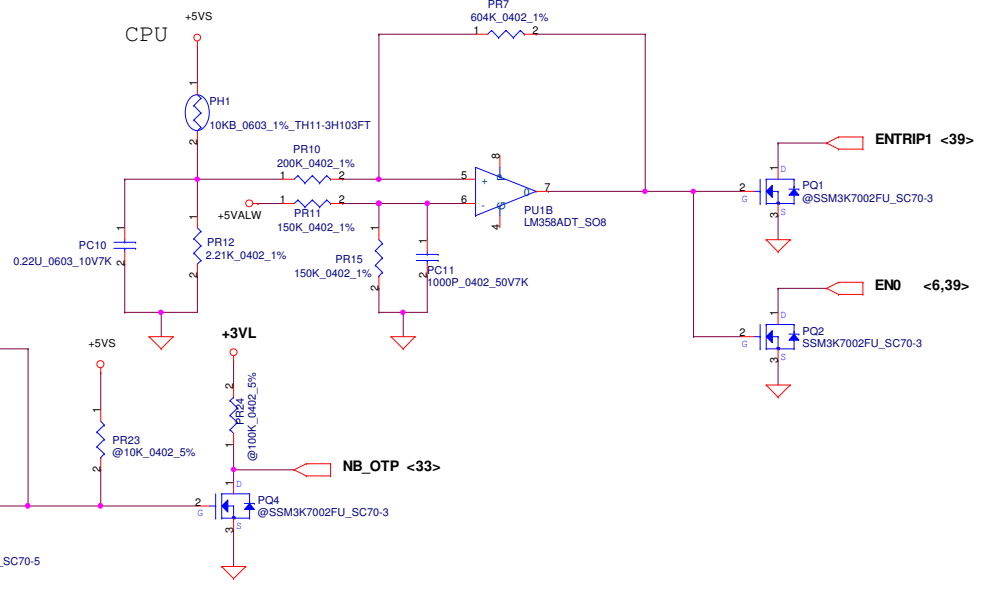 CPU
+5VS
1
PH1
10KB_0603_1%_TH11-3H103FT
2
PR7
604K_0402_1%
1
2
PR10
200K_0402_1%
1
2
+5VALW
1
2
PR11
150K_0402_1%
1
PC10
0.22U_0603_10V7K
2
1
PR12
2.21K_0402_1%
2
1
PR15
150K_0402_1%
2
1
PC11
1000P_0402_50V7K
2
5
+
6
-
8
P
0
7
G
4
PU1B
LM358ADT_SO8
ENTRIP1 <39>
1
D
2
G
PQ1
@SSM3K7002FU_SC70-3
3
S
EN0 <6,39>
1
D
2
G
PQ2
SSM3K7002FU_SC70-3
3
S
+5VS
1
PR23
@10K_0402_5%
2
+3VL
2
PR24
@100K_0402_5%
1
NB_OTP <33>
1
D
2
G
PQ4
@SSM3K7002FU_SC70-3
3
S
_SC70-5